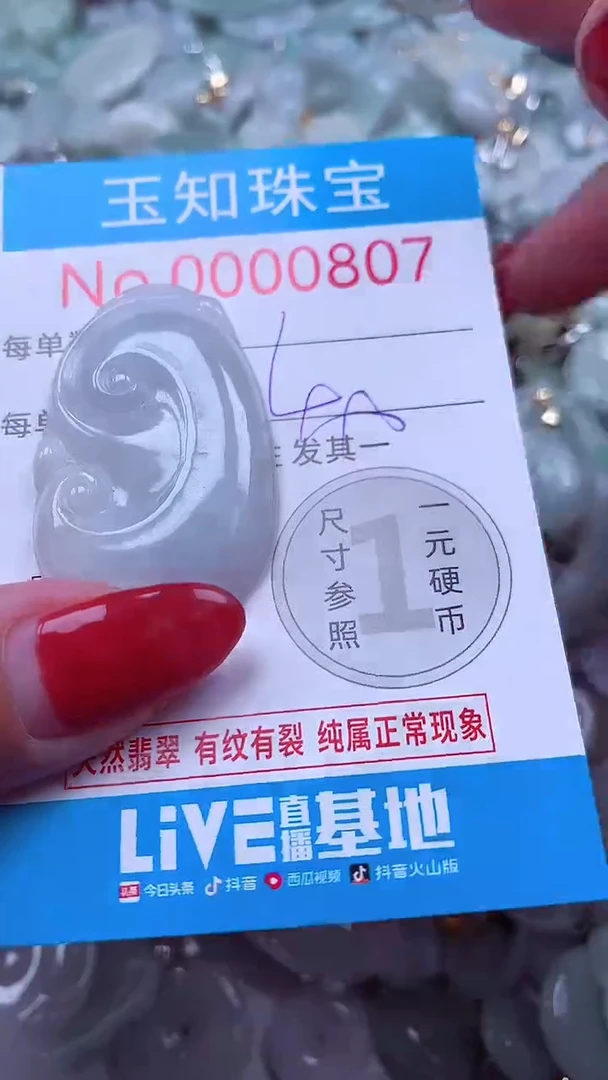 玉知珠宝
No.0000807
每单
每单
发其一
尺寸参照
1
一元硬币
天然翡翠 有纹有裂 纯属正常现象
LiVE直播基地
头条 今日头条 抖音 西瓜视频 抖音火山版